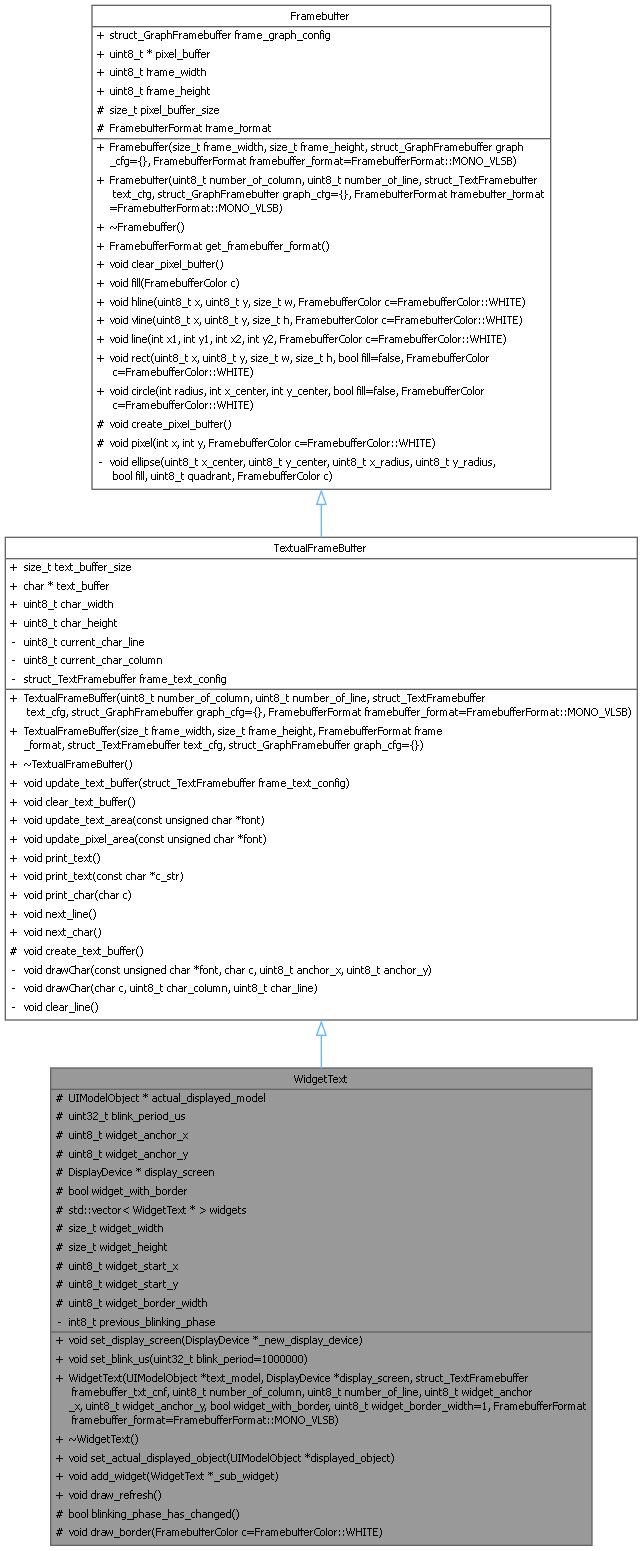 Framebuffer
+ struct_GraphFramebuffer frame_graph_config
+ uint8_t * pixel_buffer
+ uint8_t frame_width
+ uint8_t frame_height
# size_t pixel_buffer_size
# FramebufferFormat frame_format
+ Framebuffer(size_t frame_width, size_t frame_height, struct_GraphFramebuffer graph
_cfg={}, FramebufferFormat framebuffer_format=FramebufferFormat::MONO_VLSB)
+ Framebuffer(uint8_t number_of_column, uint8_t number_of_line, struct_TextFramebuffer
text_cfg, struct_GraphFramebuffer graph_cfg={}, FramebufferFormat framebuffer_format
=FramebufferFormat::MONO_VLSB)
+ ~Framebuffer()
+ FramebufferFormat get_framebuffer_format()
+ void clear_pixel_buffer()
+ void fill(FramebufferColor c)
+ void hline(uint8_t x, uint8_t y, size_t w, FramebufferColor c=FramebufferColor::WHITE)
+ void vline(uint8_t x, uint8_t y, size_t h, FramebufferColor c=FramebufferColor::WHITE)
+ void line(int x1, int y1, int x2, int y2, FramebufferColor c=FramebufferColor::WHITE)
+ void rect(uint8_t x, uint8_t y, size_t w, size_t h, bool fill=false, FramebufferColor
c=FramebufferColor::WHITE)
+ void circle(int radius, int x_center, int y_center, bool fill=false, FramebufferColor
c=FramebufferColor::WHITE)
# void create_pixel_buffer()
# void pixel(int x, int y, FramebufferColor c=FramebufferColor::WHITE)
- void ellipse(uint8_t x_center, uint8_t y_center, uint8_t x_radius, uint8_t y_radius,
bool fill, uint8_t quadrant, FramebufferColor c)
TextualFrameBuffer
+ size_t text_buffer_size
+ char * text_buffer
+ uint8_t char_width
+ uint8_t char_height
- uint8_t current_char_line
- uint8_t current_char_column
- struct_TextFramebuffer frame_text_config
+ TextualFrameBuffer(uint8_t number_of_column, uint8_t number_of_line, struct_TextFramebuffer
text_cfg, struct_GraphFramebuffer graph_cfg={}, FramebufferFormat framebuffer_format=FramebufferFormat::MONO_VLSB)
+ TextualFrameBuffer(size_t frame_width, size_t frame_height, FramebufferFormat frame
_format, struct_TextFramebuffer text_cfg, struct_GraphFramebuffer graph_cfg={})
+ ~TextualFrameBuffer()
+ void update_text_buffer(struct_TextFramebuffer frame_text_config)
+ void clear_text_buffer()
+ void update_text_area(const unsigned char *font)
+ void update_pixel_area(const unsigned char *font)
+ void print_text()
+ void print_text(const char *c_str)
+ void print_char(char c)
+ void next_line()
+ void next_char()
# void create_text_buffer()
- void drawChar(const unsigned char *font, char c, uint8_t anchor_x, uint8_t anchor_y)
- void drawChar(char c, uint8_t char_column, uint8_t char_line)
- void clear_line()
WidgetText
# UIModelObject * actual_displayed_model
# uint32_t blink_period_us
# uint8_t widget_anchor_x
# uint8_t widget_anchor_y
# DisplayDevice * display_screen
# bool widget_with_border
# std::vector< WidgetText * > widgets
# size_t widget_width
# size_t widget_height
# uint8_t widget_start_x
# uint8_t widget_start_y
# uint8_t widget_border_width
- int8_t previous_blinking_phase
+ void set_display_screen(DisplayDevice *_new_display_device)
+ void set_blink_us(uint32_t blink_period=1000000)
+ WidgetText(UIModelObject *text_model, DisplayDevice *display_screen, struct_TextFramebuffer
framebuffer_txt_cnf, uint8_t number_of_column, uint8_t number_of_line, uint8_t widget_anchor
_x, uint8_t widget_anchor_y, bool widget_with_border, uint8_t widget_border_width=1, FramebufferFormat
framebuffer_format=FramebufferFormat::MONO_VLSB)
+ ~WidgetText()
+ void set_actual_displayed_object(UIModelObject *displayed_object)
+ void add_widget(WidgetText *_sub_widget)
+ void draw_refresh()
# bool blinking_phase_has_changed()
# void draw_border(FramebufferColor c=FramebufferColor::WHITE)